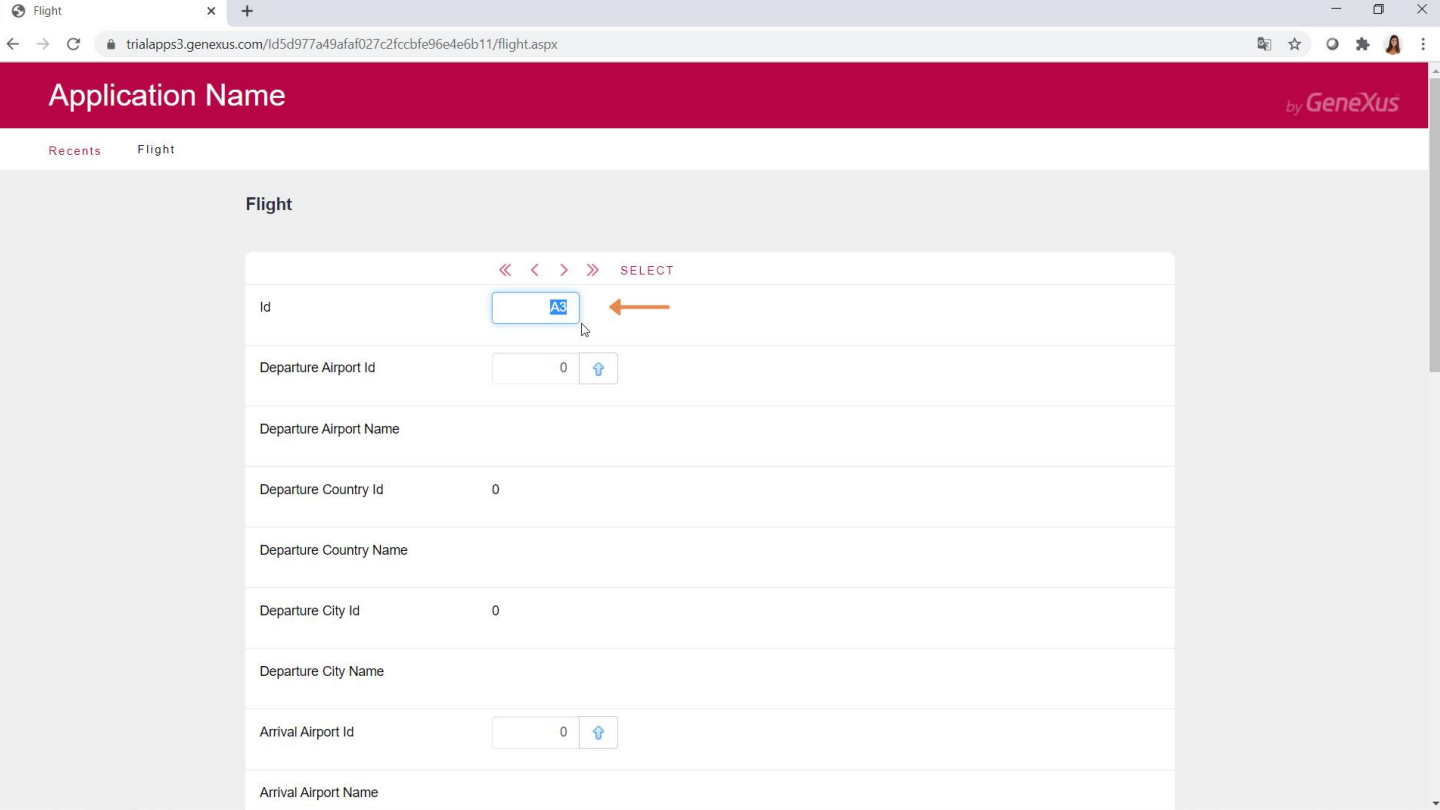 Flight
trialapps3.genexus.com/Id5d977a49afaf027c2fccbfe96e4e6b11/flight.aspx
Application Name
by GeneXus
Recents Flight
Flight
SELECT
Id A3
Departure Airport Id 0
Departure Airport Name
Departure Country Id 0
Departure Country Name
Departure City Id 0
Departure City Name
Arrival Airport Id 0
Arrival Airport Name